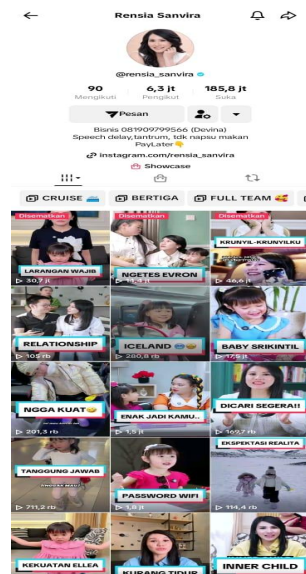 Rensia Sanvira
@rensia_sanvira
90 6,3 jt 185,8 jt
Mengikuti Pengikut Suka
Pesan
Bisnis 081909799566 (Devina)
Speech delay,tantrum, tdk napsu makan
PayLater👇
instagram.com/rensia_sanvira
Showcase
CRUISE 🚢 BERTIGA FULL TEAM 🥰
Disematkan Disematkan Disematkan
LARANGAN WAJIB NGETES EVRON KRUNYIL-KRUNYILKU
30,7 jt 14,4 jt 46,6 jt
RELATIONSHIP ICELAND BABY SRIKINTIL
105 rb 280,8 rb 17,5 jt
NGGA KUAT🤣 ENAK JADI KAMU.. DICARI SEGERA!!
201,3 rb 1,5 jt 169,7 rb
TANGGUNG JAWAB PASSWORD WIFI EKSPEKTASI REALITA
711,2 rb 1,8 jt 114,4 rb
KEKUATAN ELLEA KURANG TIDUR INNER CHILD